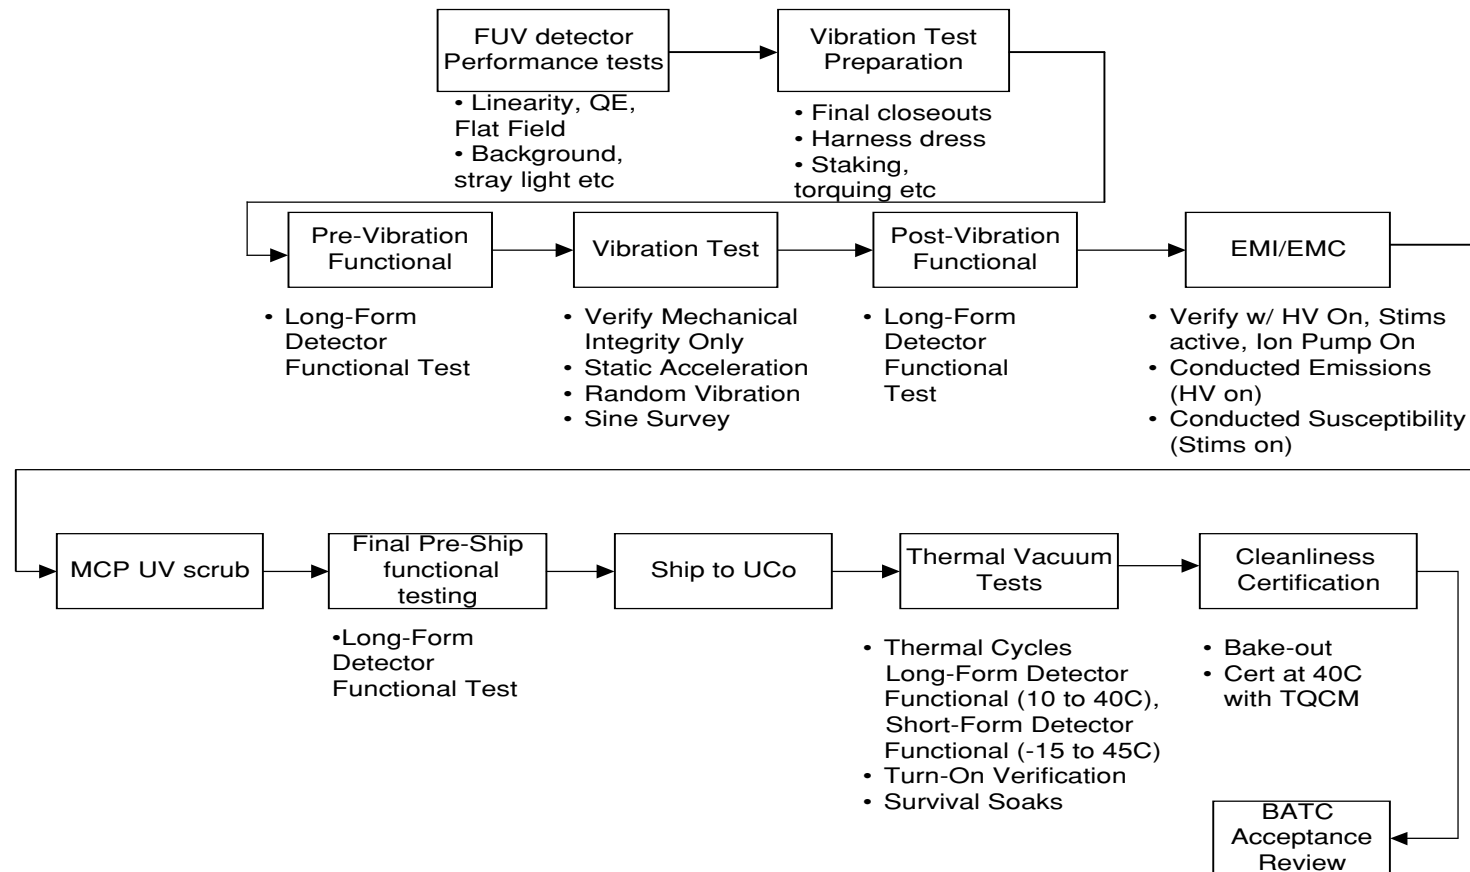 FUV detector
Performance tests
• Linearity, QE,
Flat Field
• Background,
stray light etc
Vibration Test
Preparation
• Final closeouts
• Harness dress
• Staking,
torquing etc
Pre-Vibration
Functional
• Long-Form
Detector
Functional Test
Vibration Test
• Verify Mechanical
Integrity Only
• Static Acceleration
• Random Vibration
• Sine Survey
Post-Vibration
Functional
• Long-Form
Detector
Functional
Test
EMI/EMC
• Verify w/ HV On, Stims
active, Ion Pump On
• Conducted Emissions
(HV on)
• Conducted Susceptibility
(Stims on)
MCP UV scrub
Final Pre-Ship
functional
testing
•Long-Form
Detector
Functional Test
Ship to UCo
Thermal Vacuum
Tests
• Thermal Cycles
Long-Form Detector
Functional (10 to 40C),
Short-Form Detector
Functional (-15 to 45C)
• Turn-On Verification
• Survival Soaks
Cleanliness
Certification
• Bake-out
• Cert at 40C
with TQCM
BATC
Acceptance
Review